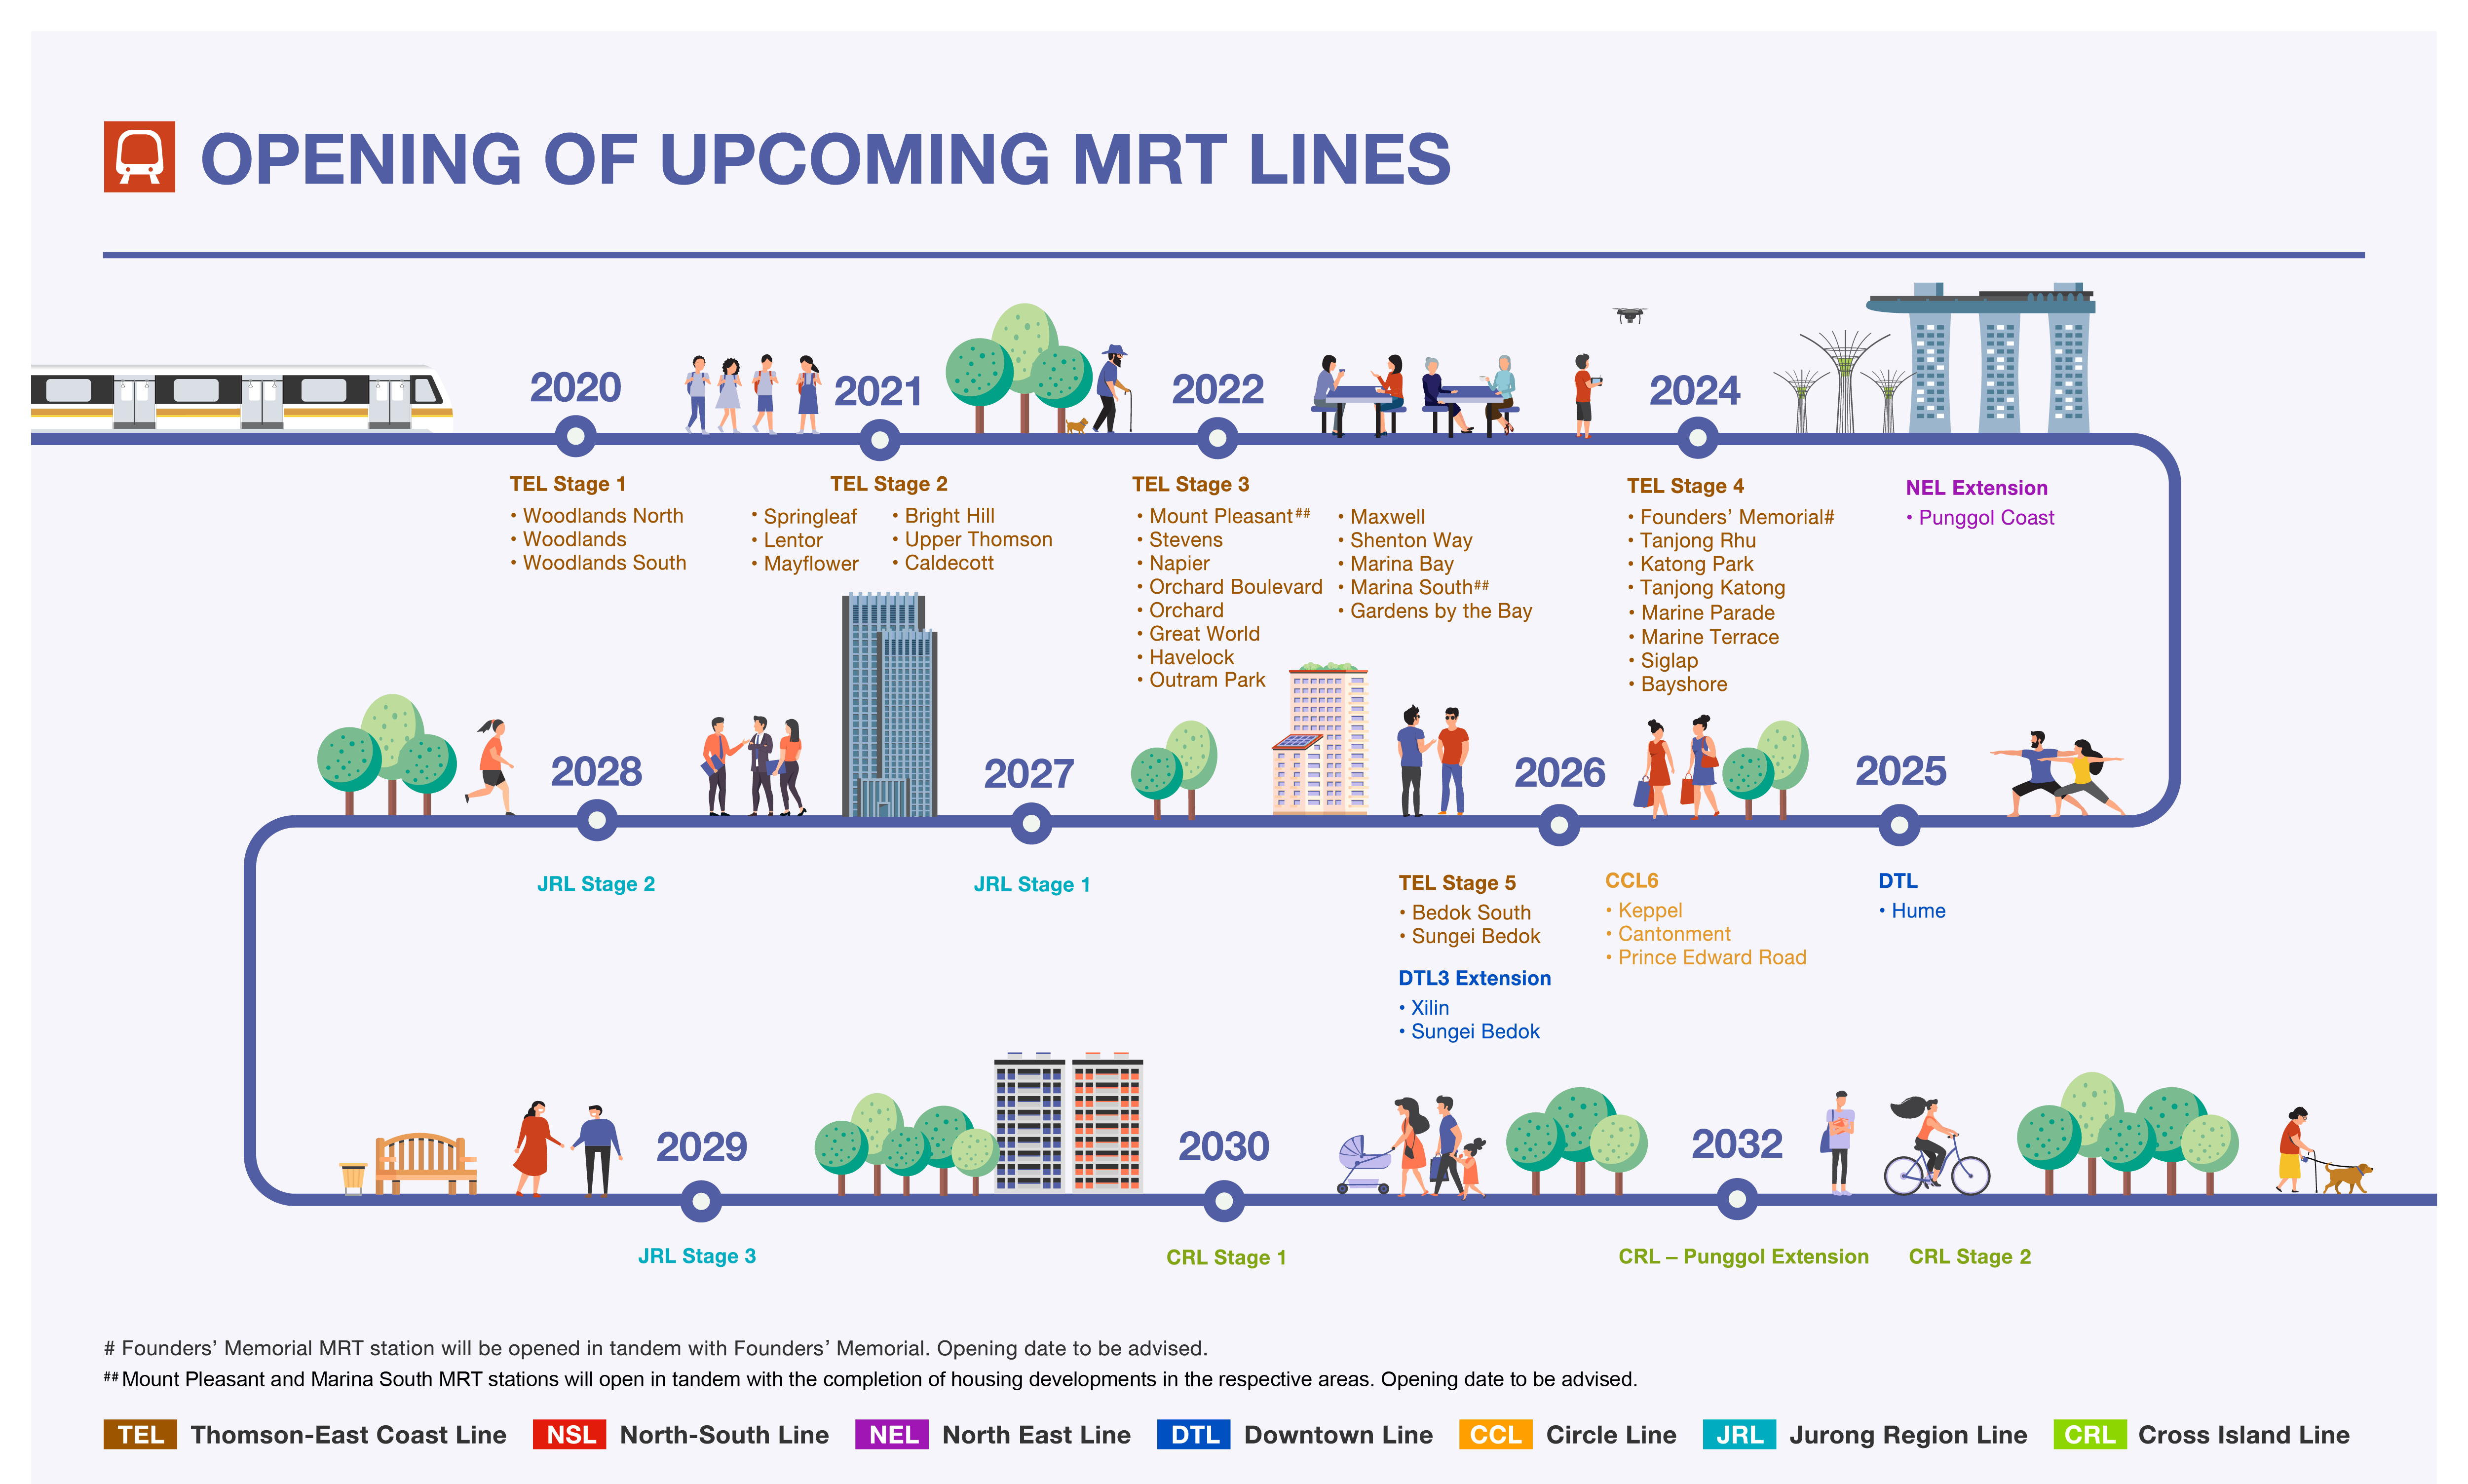 OPENING OF UPCOMING MRT LINES
2020
2021
2022
2024
TEL Stage 1
• Woodlands North
• Woodlands
• Woodlands South
TEL Stage 2
• Springleaf
• Lentor
• Mayflower
• Bright Hill
• Upper Thomson
• Caldecott
TEL Stage 3
• Mount Pleasant##
• Stevens
• Napier
• Orchard Boulevard
• Orchard
• Great World
• Havelock
• Outram Park
• Maxwell
• Shenton Way
• Marina Bay
• Marina South##
• Gardens by the Bay
TEL Stage 4
• Founders’ Memorial#
• Tanjong Rhu
• Katong Park
• Tanjong Katong
• Marine Parade
• Marine Terrace
• Siglap
• Bayshore
NEL Extension
• Punggol Coast
2028
2027
2026
2025
JRL Stage 2
JRL Stage 1
TEL Stage 5
• Bedok South
• Sungei Bedok
DTL3 Extension
• Xilin
• Sungei Bedok
CCL6
• Keppel
• Cantonment
• Prince Edward Road
DTL
• Hume
2029
2030
2032
JRL Stage 3
CRL Stage 1
CRL – Punggol Extension
CRL Stage 2
# Founders’ Memorial MRT station will be opened in tandem with Founders’ Memorial. Opening date to be advised.
## Mount Pleasant and Marina South MRT stations will open in tandem with the completion of housing developments in the respective areas. Opening date to be advised.
TEL Thomson-East Coast Line NSL North-South Line NEL North East Line DTL Downtown Line CCL Circle Line JRL Jurong Region Line CRL Cross Island Line